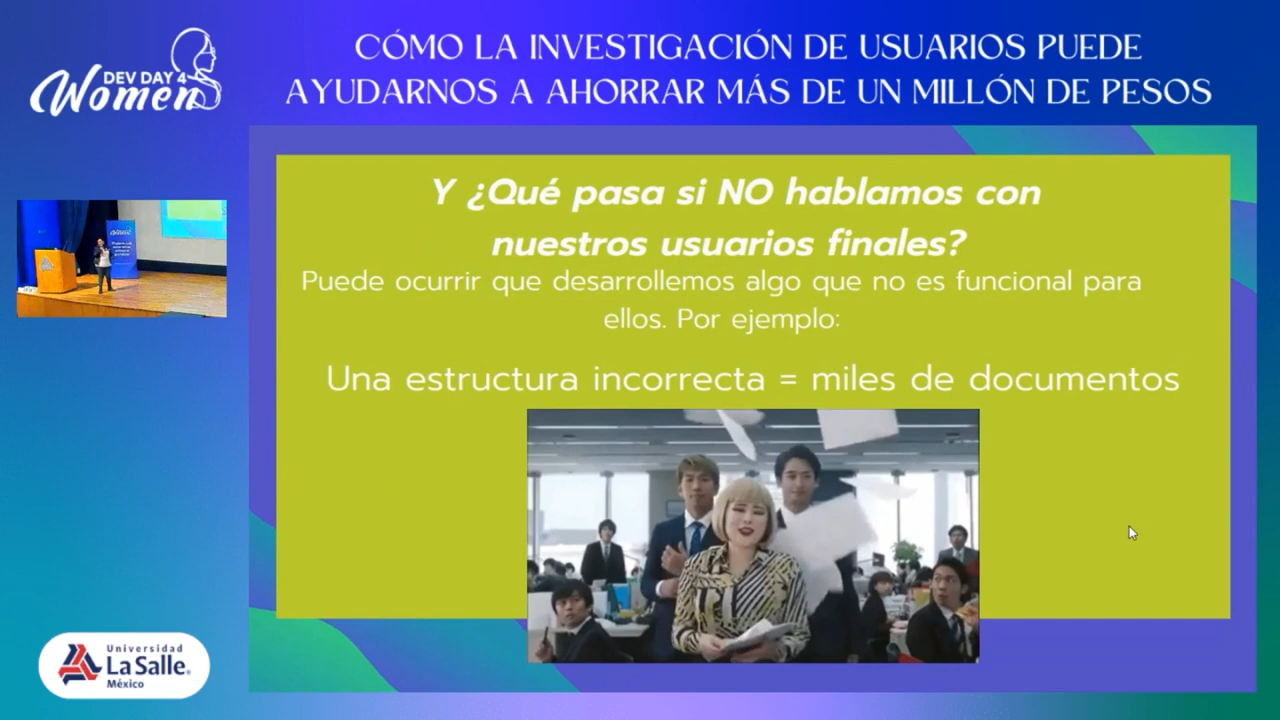 DEV DAY 4
Women
CÓMO LA INVESTIGACIÓN DE USUARIOS PUEDE
AYUDARNOS A AHORRAR MÁS DE UN MILLÓN DE PESOS
Y ¿Qué pasa si NO hablamos con
nuestros usuarios finales?
Puede ocurrir que desarrollemos algo que no es funcional para
ellos. Por ejemplo:
Una estructura incorrecta = miles de documentos
Universidad
La Salle®
México